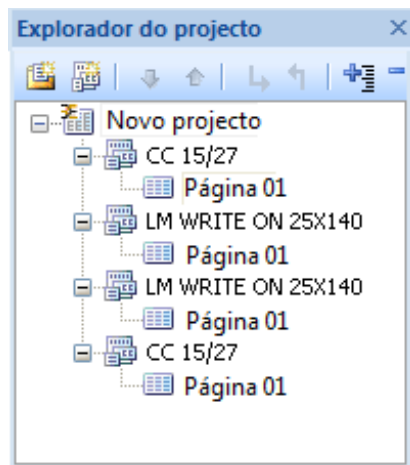 Explorador do projecto
Novo projecto
CC 15/27
Página 01
LM WRITE ON 25X140
Página 01
LM WRITE ON 25X140
Página 01
CC 15/27
Página 01